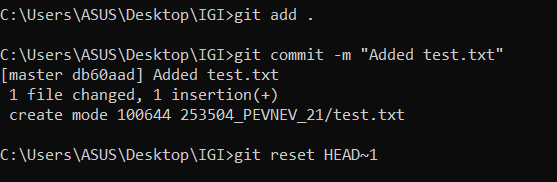 C:\Users\ASUS\Desktop\IGI>git add .
C:\Users\ASUS\Desktop\IGI>git commit -m "Added test.txt"
[master db60aad] Added test.txt
 1 file changed, 1 insertion(+)
 create mode 100644 253504_PEVNEV_21/test.txt
C:\Users\ASUS\Desktop\IGI>git reset HEAD~1